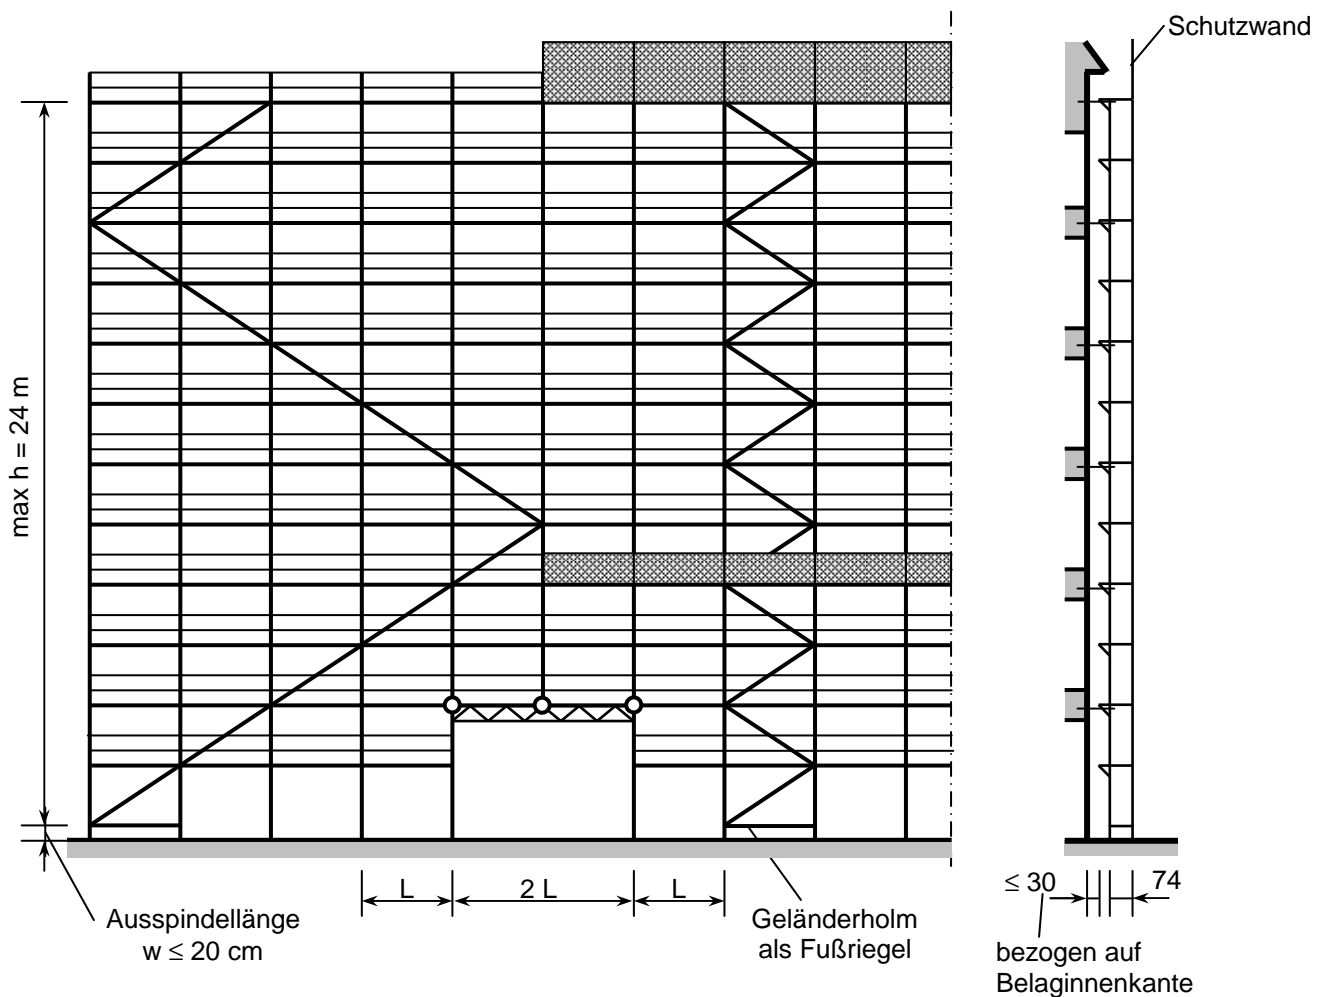 Schutzwand
max h = 24 m
L
2 L
L
≤ 30
74
Ausspindellänge
w ≤ 20 cm
Geländerholm
als Fußriegel
bezogen auf
Belaginnenkante